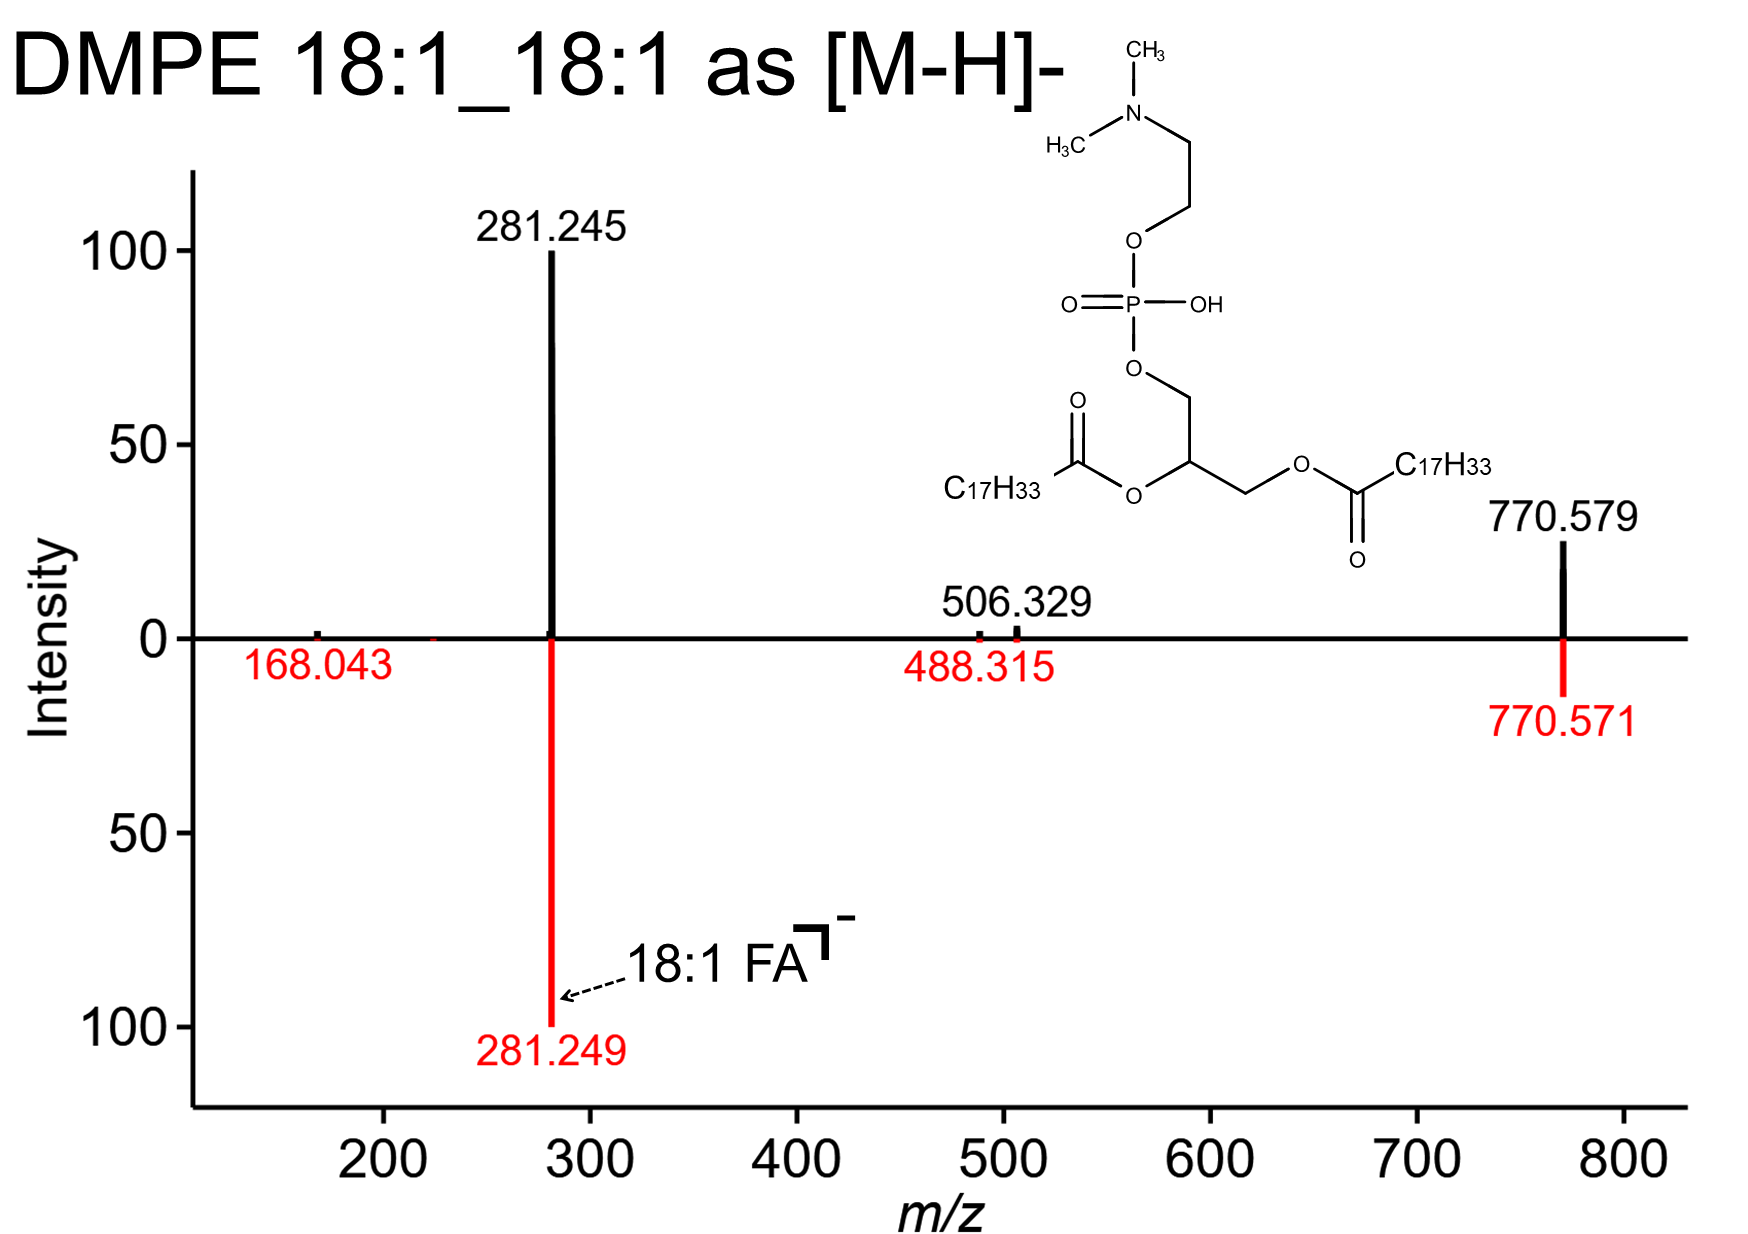 DMPE 18:1_18:1 as [M-H]-
CH3
N
H3C
O
O
P
OH
O
O
C17H33
O
O
C17H33
O
Intensity
100
50
0
50
100
281.245
506.329
770.579
168.043
488.315
770.571
18:1 FA ⌝-
281.249
200
300
400
500
600
700
800
m/z